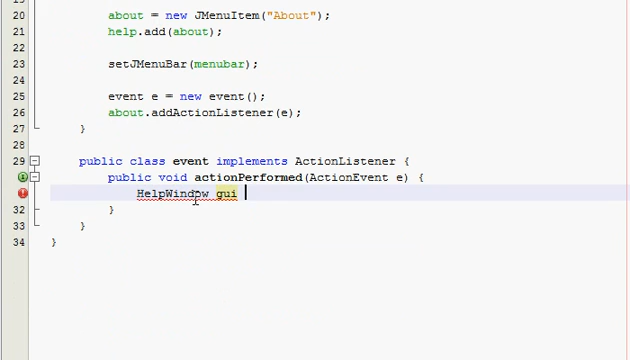 20 about = new JMenuItem("About");
21 help.add(about);
22
23 setJMenuBar(menubar);
24
25 event e = new event();
26 about.addActionListener(e);
27 }
28
29 public class event implements ActionListener {
public void actionPerformed(ActionEvent e) {
HelpWindow gui
32 }
33 }
34 }